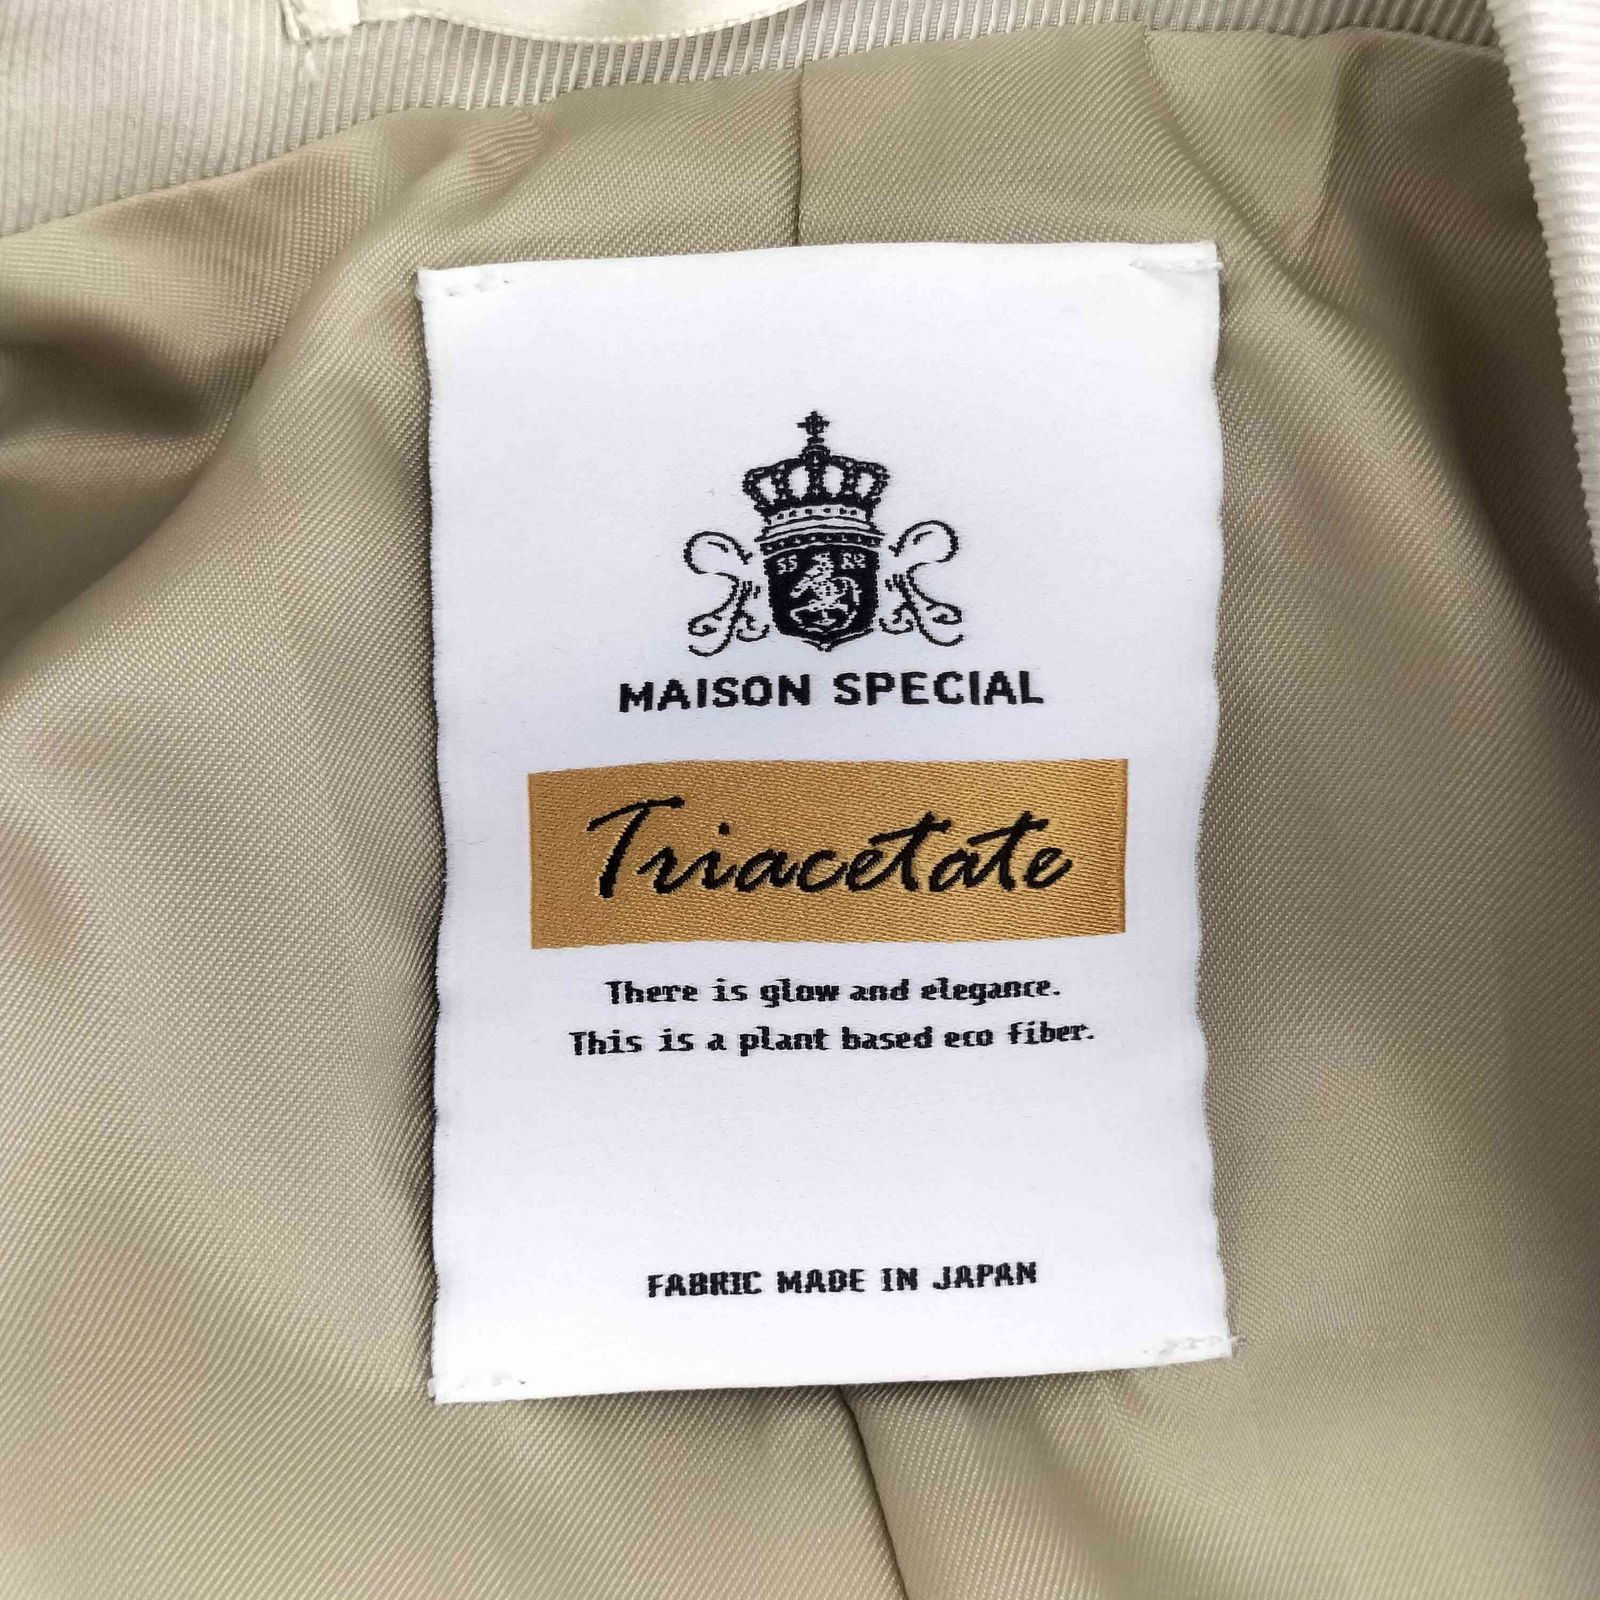 MAISON SPECIAL
Triacetate
There is glow and elegance.
This is a plant based eco fiber.
FABRIC MADE IN JAPAN